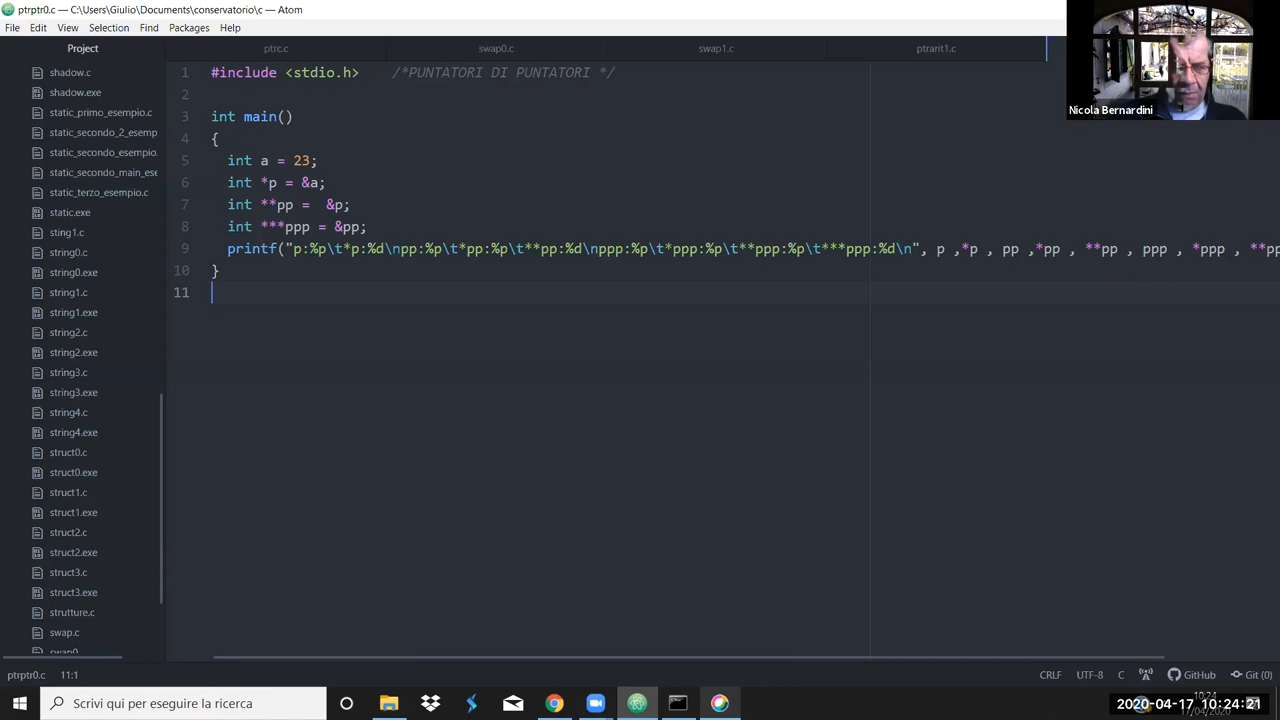 ptrptr0.c — C:\Users\Giulio\Documents\conservatorio\c — Atom
File Edit View Selection Find Packages Help
Project
ptrc.c swap0.c swap1.c ptrarit1.c
shadow.c
shadow.exe
static_primo_esempio.c
static_secondo_2_esemp
static_secondo_esempio.
static_secondo_main_ese
static_terzo_esempio.c
static.exe
sting1.c
string0.c
string0.exe
string1.c
string1.exe
string2.c
string2.exe
string3.c
string3.exe
string4.c
string4.exe
struct0.c
struct0.exe
struct1.c
struct1.exe
struct2.c
struct2.exe
struct3.c
struct3.exe
strutture.c
swap.c
swap0
1 #include <stdio.h> /*PUNTATORI DI PUNTATORI */
2
3 int main()
4 {
5 int a = 23;
6 int *p = &a;
7 int **pp = &p;
8 int ***ppp = &pp;
9 printf("p:%p\t*p:%d\npp:%p\t*pp:%p\t**pp:%d\nppp:%p\t*ppp:%p\t**ppp:%p\t***ppp:%d\n", p ,*p , pp ,*pp , **pp , ppp , *ppp , **pp
10 }
11
Nicola Bernardini
ptrptr0.c 11:1 CRLF UTF-8 C GitHub Git (0)
Scrivi qui per eseguire la ricerca
10:24
17/04/2020
2020-04-17 10:24:21